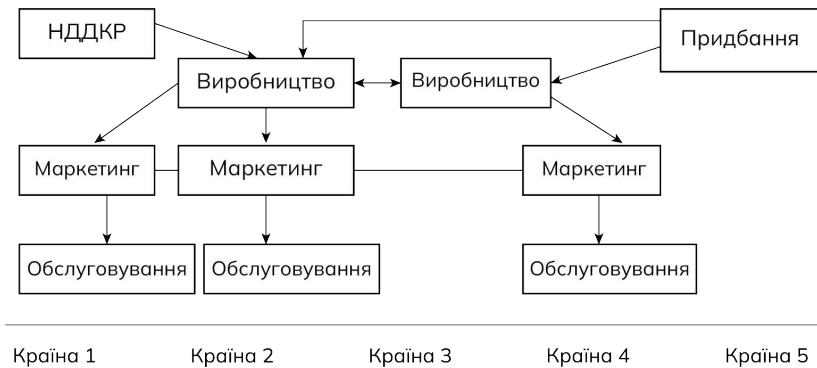 НДДКР
Придбання
Виробництво
Виробництво
Маркетинг
Маркетинг
Маркетинг
Обслуговування
Обслуговування
Обслуговування
Країна 1
Країна 2
Країна 3
Країна 4
Країна 5